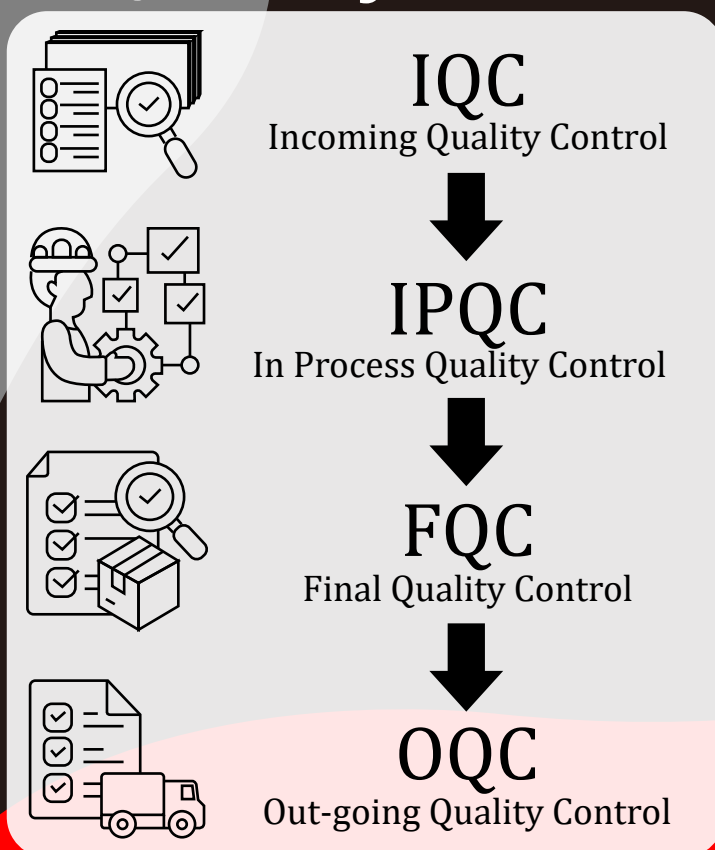 IQC
Incoming Quality Control
IPQC
In Process Quality Control
FQC
Final Quality Control
OQC
Out-going Quality Control